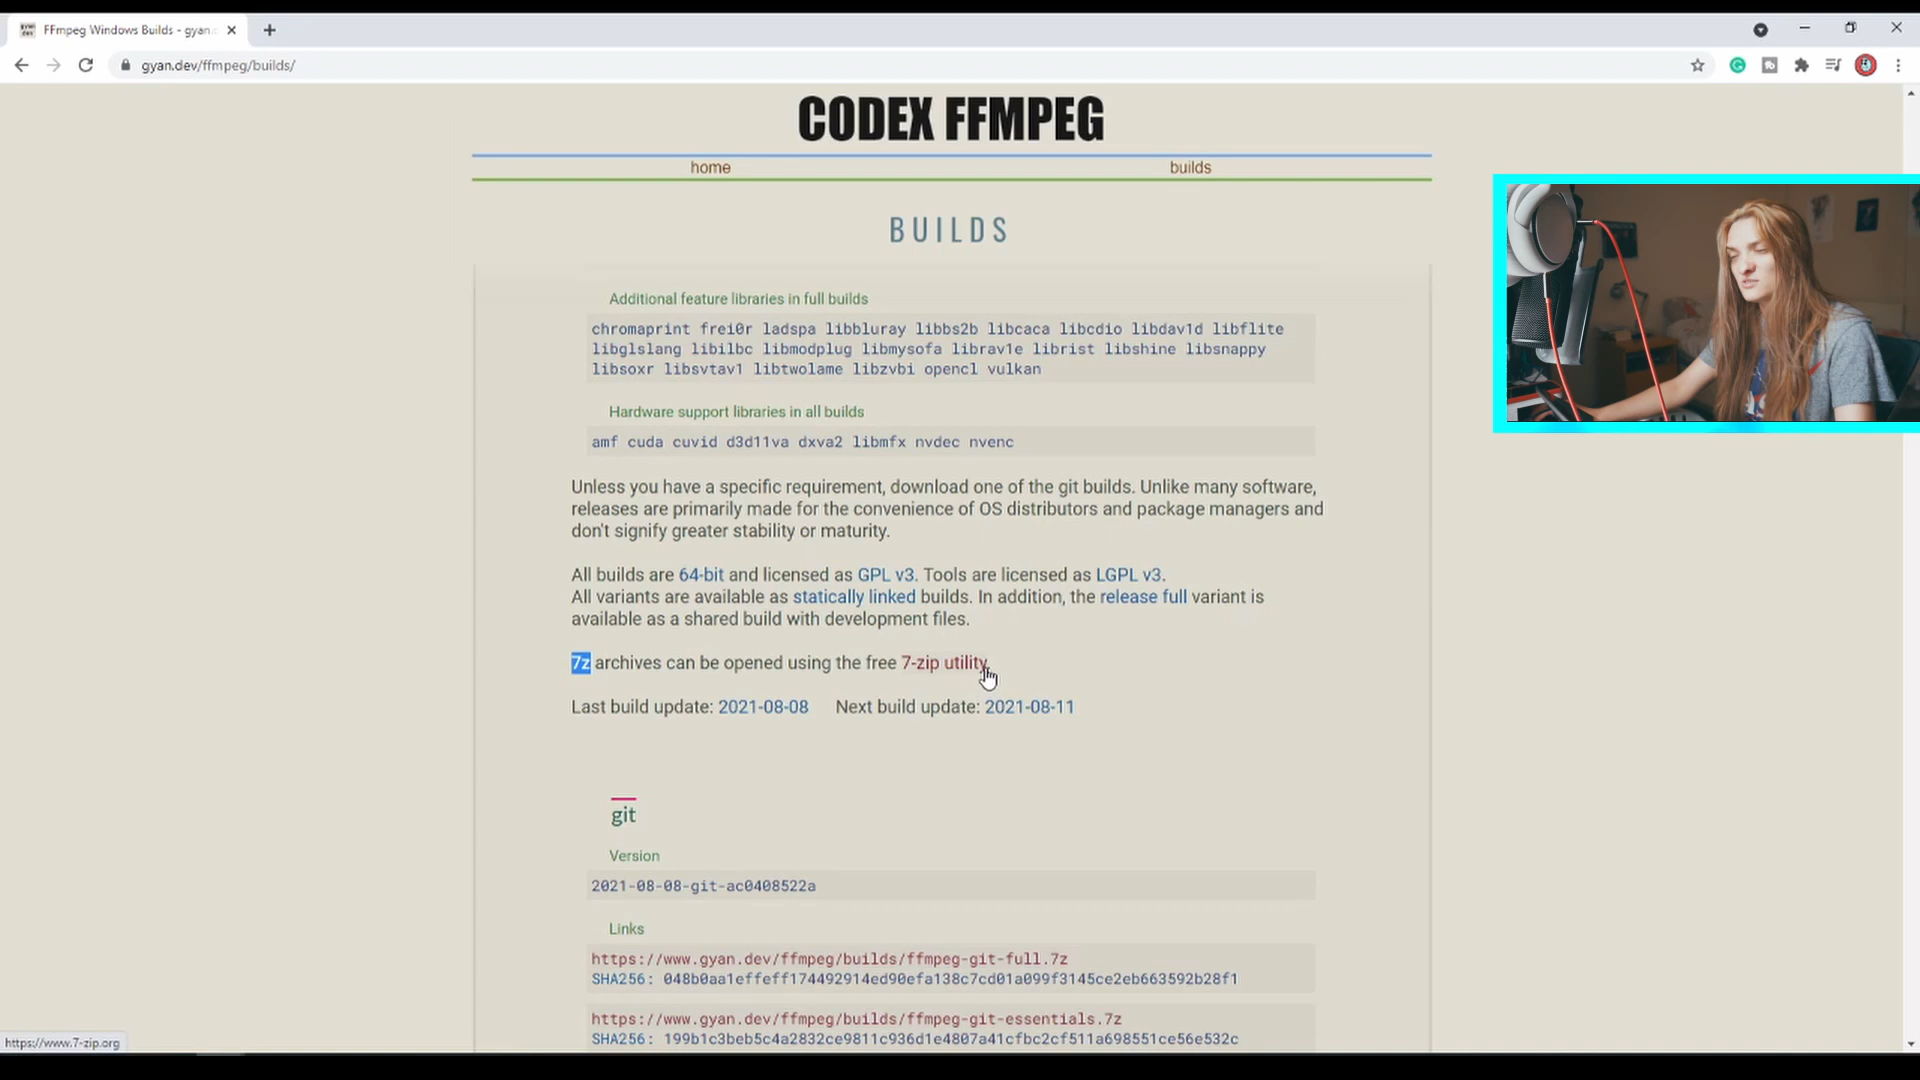 FFmpeg Windows Builds - gyan.
gyan.dev/ffmpeg/builds/
CODEX FFMPEG
home
builds
BUILDS
Additional feature libraries in full builds
chromaprint frei0r ladspa libbluray libbs2b libcaca libcdio libdav1d libflite
libglslang libilbc libmodplug libmysofa librav1e librist libshine libsnappy
libsoxr libsvtav1 libtwolame libzvbi opencl vulkan
Hardware support libraries in all builds
amf cuda cuvid d3d11va dxva2 libmfx nvdec nvenc
Unless you have a specific requirement, download one of the git builds. Unlike many software,
releases are primarily made for the convenience of OS distributors and package managers and
don't signify greater stability or maturity.
All builds are 64-bit and licensed as GPL v3. Tools are licensed as LGPL v3.
All variants are available as statically linked builds. In addition, the release full variant is
available as a shared build with development files.
7z archives can be opened using the free 7-zip utility
Last build update: 2021-08-08 Next build update: 2021-08-11
git
Version
2021-08-08-git-ac0408522a
Links
https://www.gyan.dev/ffmpeg/builds/ffmpeg-git-full.7z
SHA256: 048b0aa1effeff174492914ed90efa138c7cd01a099f3145ce2eb663592b28f1
https://www.gyan.dev/ffmpeg/builds/ffmpeg-git-essentials.7z
SHA256: 199b1c3beb5c4a2832ce9811c936d1e4807a41cfbc2cf511a698551ce56e532c
https://www.7-zip.org